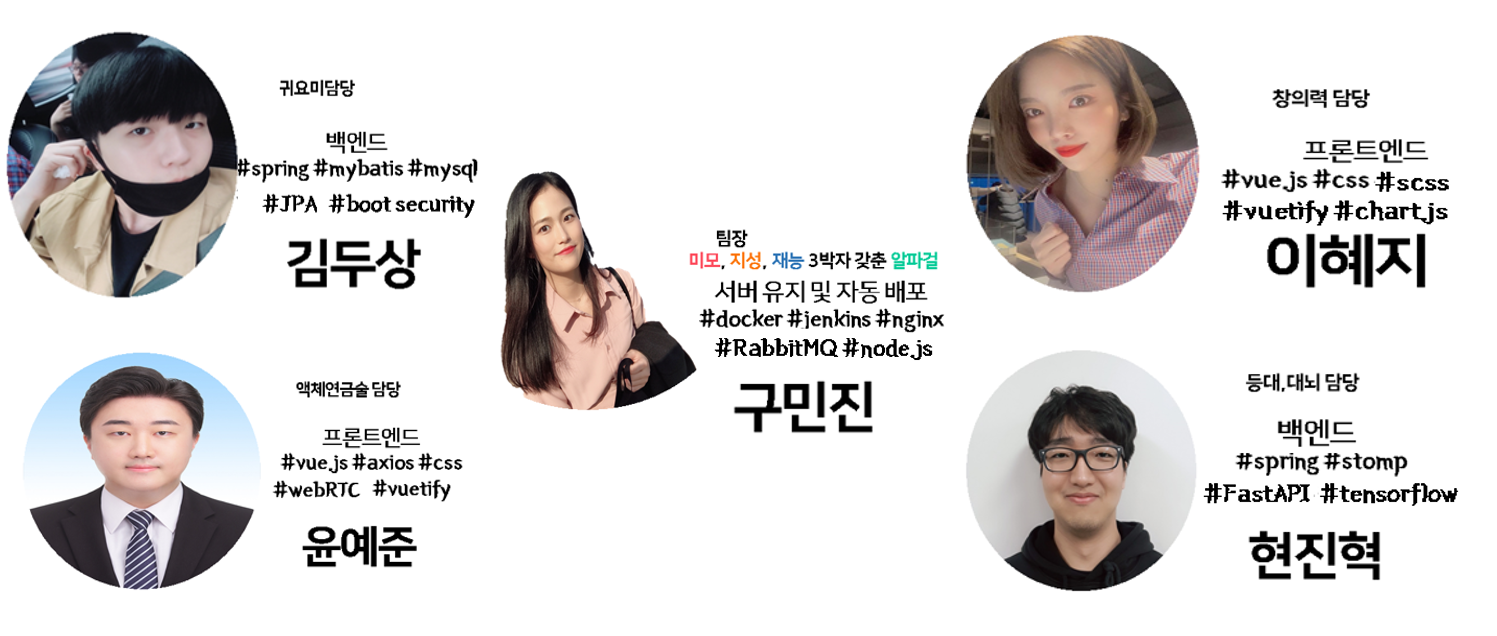 귀요미담당
백엔드
#spring #mybatis #mysql
#JPA #boot security
김두상
액체연금술 담당
프론트엔드
#vue.js #axios #css
#webRTC #vuetify
윤예준
팀장
미모, 지성, 재능 3박자 갖춘 알파걸
서버 유지 및 자동 배포
#docker #jenkins #nginx
#RabbitMQ #node.js
구민진
창의력 담당
프론트엔드
#vue.js #css #scss
#vuetify #chart.js
이혜지
등대,대뇌 담당
백엔드
#spring #stomp
#FastAPI #tensorflow
현진혁